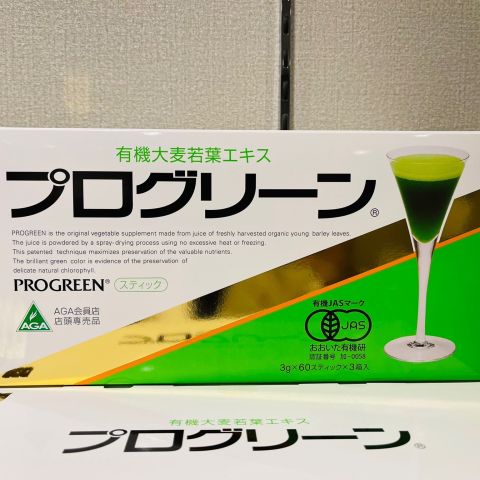 有機大麦若葉エキス
プログリーン®
PROGREEN is the original vegetable supplement made from juice of freshly harvested organic young barley leaves.
The juice is powdered by a spray-drying process using no excessive heat or freezing.
This patented technique maximizes preservation of the valuable nutrients.
The brilliant green color is evidence of the preservation of
delicate natural chlorophyll.
PROGREEN® スティック
AGA
AGA会員店
店頭専売品
有機JASマーク
JAS
おおいた有機研
認証番号 加-0058
3g×60スティック×3箱入
有機大麦若葉エキス
プログリーン®